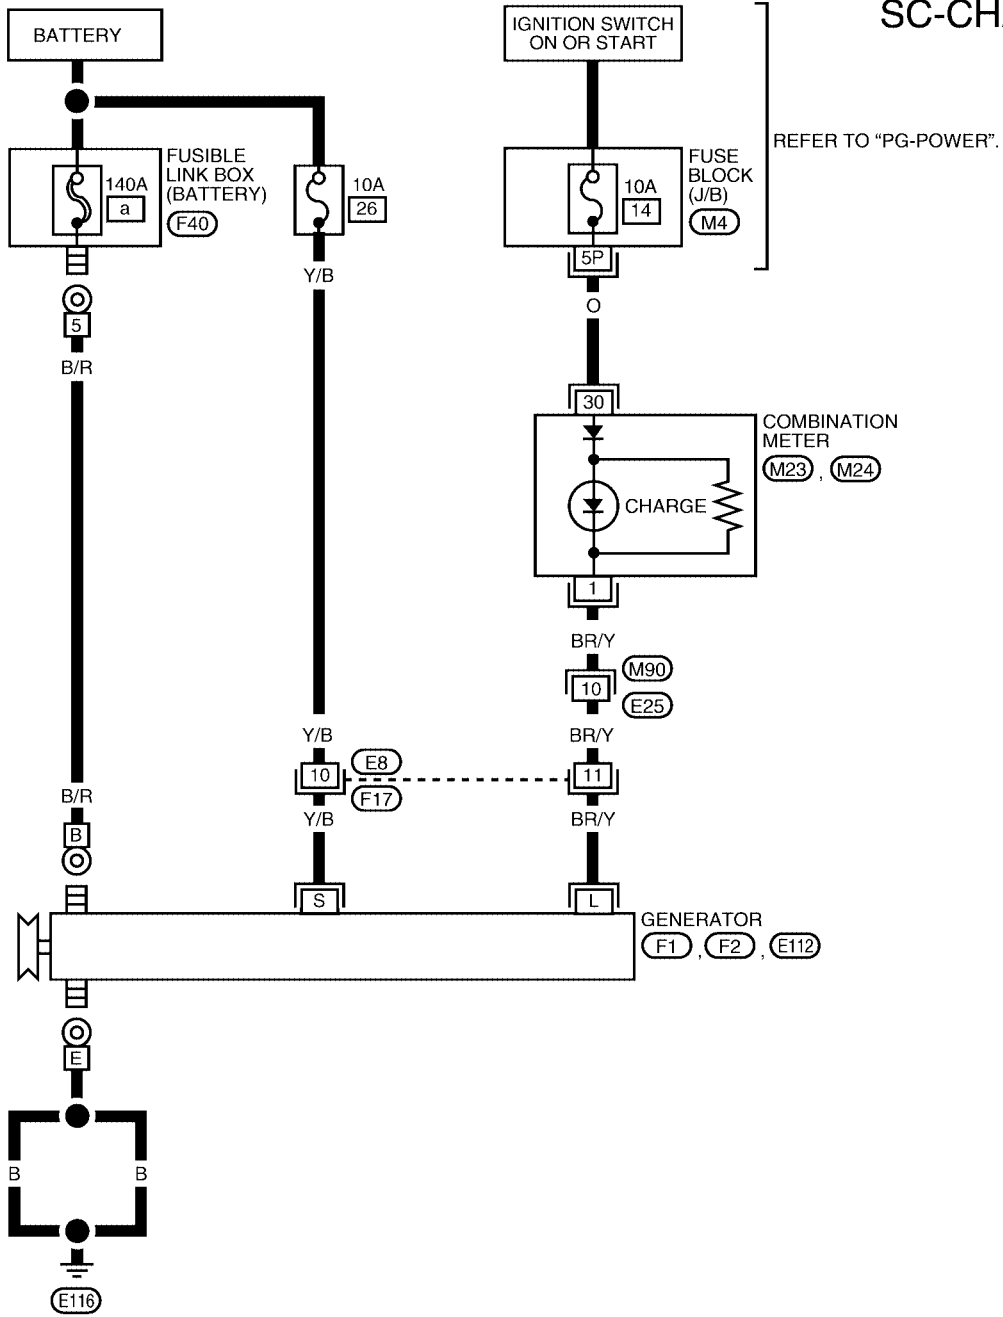 SC-CH
BATTERY
IGNITION SWITCH
ON OR START
REFER TO “PG-POWER”.
FUSIBLE
LINK BOX
(BATTERY)
F40
140A
a
10A
26
FUSE
BLOCK
(J/B)
M4
10A
14
5P
Y/B
O
5
B/R
30
COMBINATION
METER
M23 , M24
CHARGE
1
BR/Y
M90
10
E25
Y/B
BR/Y
E8
10
11
F17
B/R
Y/B
BR/Y
B
S
L
GENERATOR
F1 , F2 , E112
E
B
B
E116